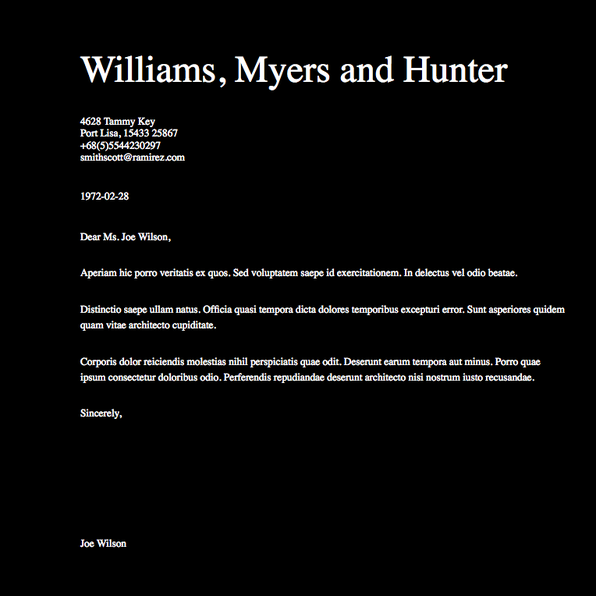 Williams, Myers and Hunter
4628 Tammy Key
Port Lisa, 15433 25867
+68(5)5544230297
smithscott@ramirez.com
1972-02-28
Dear Ms. Joe Wilson,
Aperiam hic porro veritatis ex quos. Sed voluptatem saepe id exercitationem. In delectus vel odio beatae.
Distinctio saepe ullam natus. Officia quasi tempora dicta dolores temporibus excepturi error. Sunt asperiores quidem
quam vitae architecto cupiditate.
Corporis dolor reiciendis molestias nihil perspiciatis quae odit. Deserunt earum tempora aut minus. Porro quae
ipsum consectetur doloribus odio. Perferendis repudiandae deserunt architecto nisi nostrum iusto recusandae.
Sincerely,
Joe Wilson